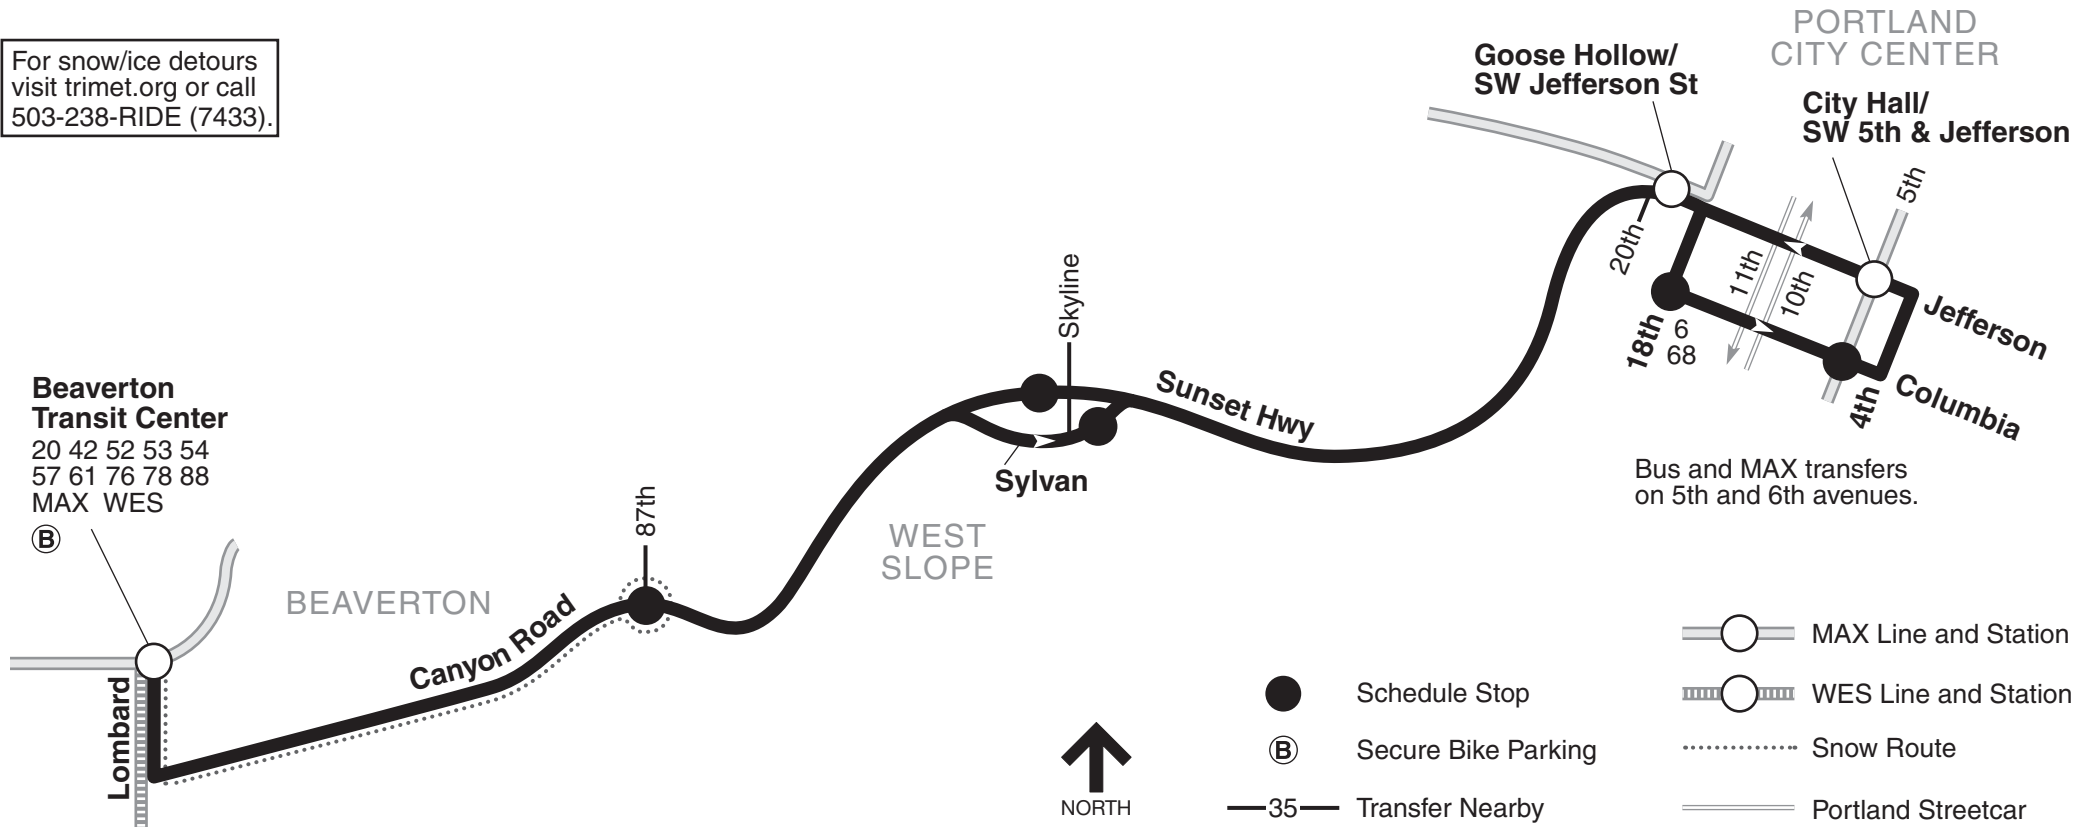 For snow/ice detours
visit trimet.org or call
503-238-RIDE (7433).
PORTLAND
CITY CENTER
Goose Hollow/
SW Jefferson St
City Hall/
SW 5th & Jefferson
5th
20th
11th
10th
18th
6
68
Jefferson
Columbia
4th
Bus and MAX transfers
on 5th and 6th avenues.
Skyline
Sunset Hwy
Sylvan
WEST
SLOPE
87th
Beaverton
Transit Center
20 42 52 53 54
57 61 76 78 88
MAX WES
B
BEAVERTON
Canyon Road
Lombard
NORTH
Schedule Stop
B Secure Bike Parking
35 Transfer Nearby
MAX Line and Station
WES Line and Station
Snow Route
Portland Streetcar